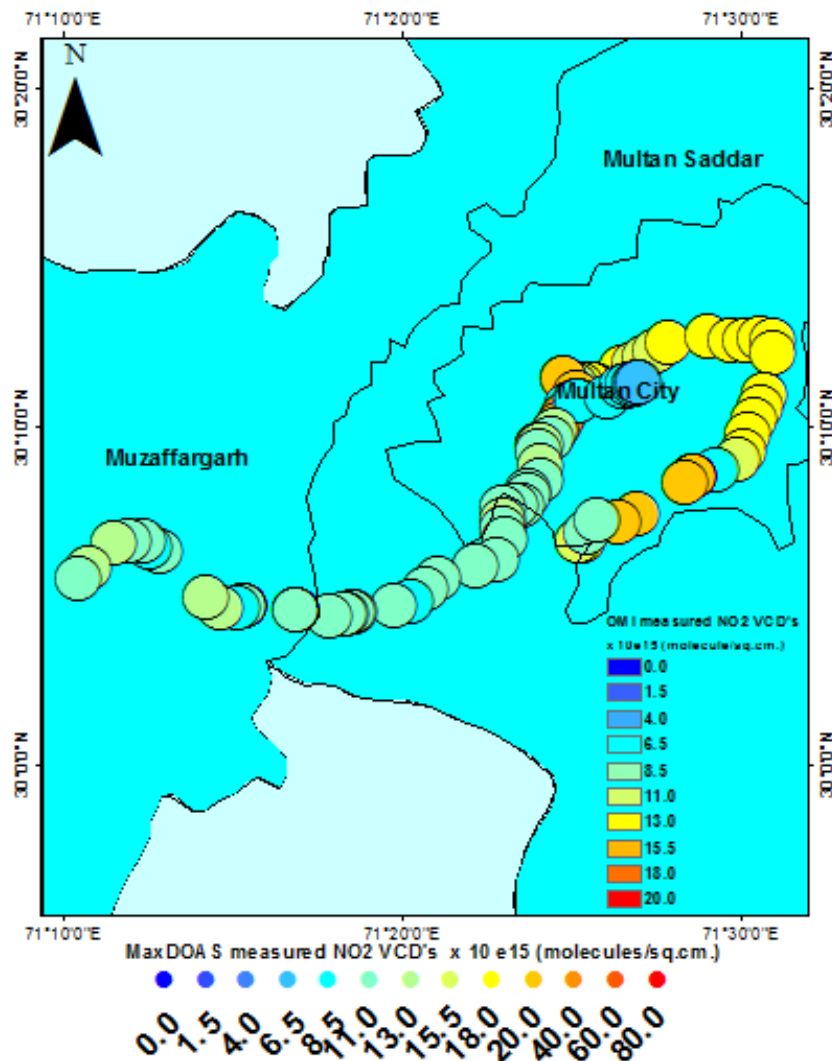 71°10'0"E 71°20'0"E 71°30'0"E
N
30°20'0"N 30°20'0"N
Multan Saddar
Multan City
30°10'0"N 30°10'0"N
Muzaffargarh
OMI measured NO2 VCD's
x 10e15 (molecule/sq.cm.)
0.0
1.5
4.0
6.5
30°0'0"N 30°0'0"N
8.5
11.0
13.0
15.5
18.0
20.0
71°10'0"E 71°20'0"E 71°30'0"E
MaxDOAS measured NO2 VCD's x 10 e15 (molecules/sq.cm.)
0.0 1.5 4.0 6.5 8.5 11.0 13.0 15.5 18.0 20.0 40.0 60.0 80.0